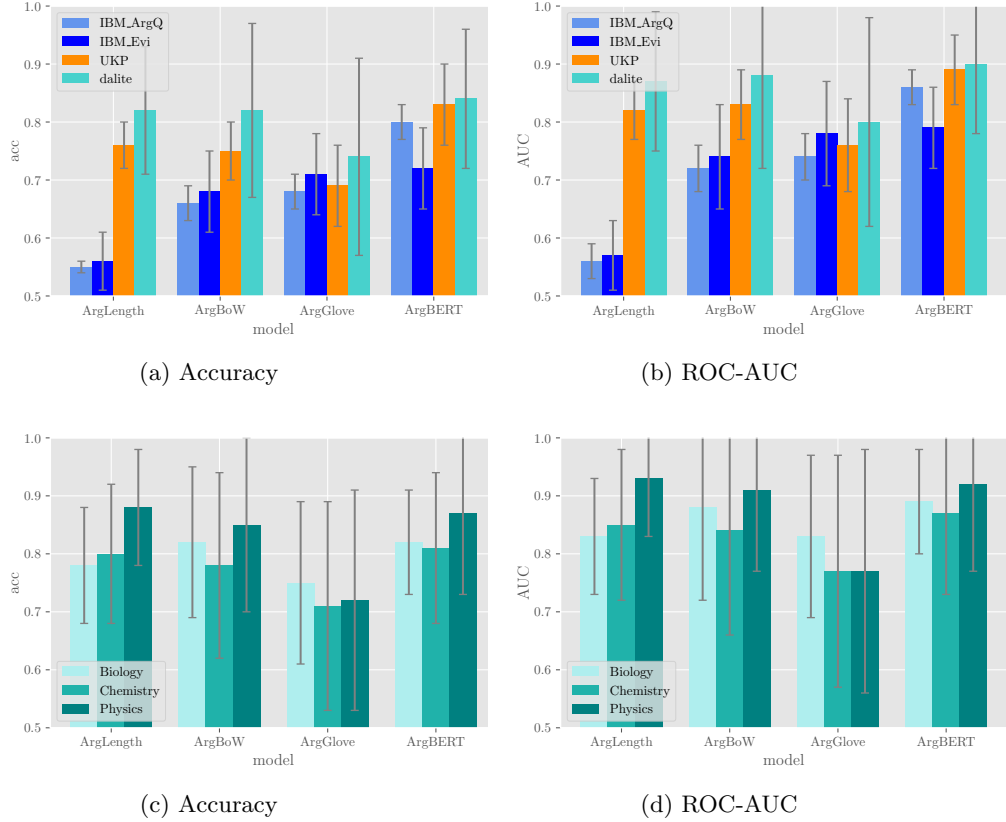 1.0
0.9
0.8
0.7
0.6
0.5
acc
IBM_ArgQ
IBM_Evi
UKP
dalite
ArgLength ArgBoW ArgGlove ArgBERT
model
(a) Accuracy
1.0
0.9
0.8
0.7
0.6
0.5
AUC
IBM_ArgQ
IBM_Evi
UKP
dalite
ArgLength ArgBoW ArgGlove ArgBERT
model
(b) ROC-AUC
1.0
0.9
0.8
0.7
0.6
0.5
acc
Biology
Chemistry
Physics
ArgLength ArgBoW ArgGlove ArgBERT
model
(c) Accuracy
1.0
0.9
0.8
0.7
0.6
0.5
AUC
Biology
Chemistry
Physics
ArgLength ArgBoW ArgGlove ArgBERT
model
(d) ROC-AUC